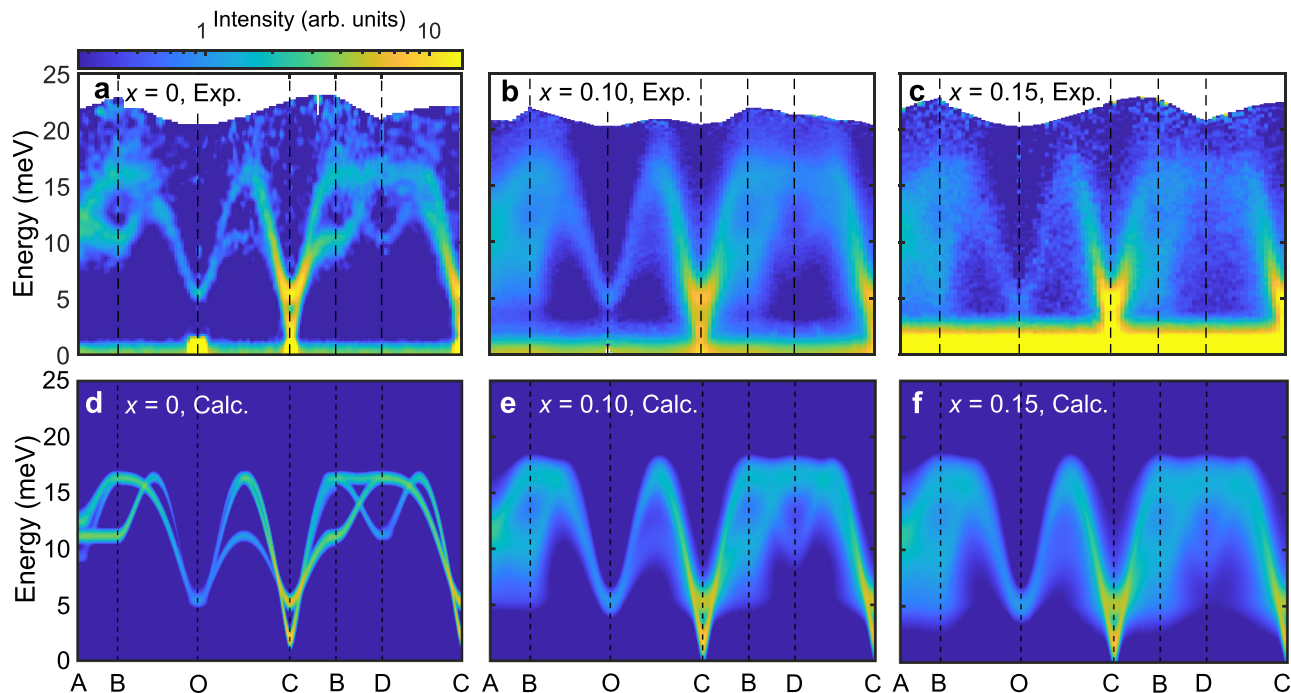 Intensity (arb. units)
1 10
25 a x = 0, Exp. b x = 0.10, Exp. c x = 0.15, Exp.
20
15
10
5
0
Energy (meV)
25 d x = 0, Calc. e x = 0.10, Calc. f x = 0.15, Calc.
20
15
10
5
0
Energy (meV)
A B O C B D C A B O C B D C A B O C B D C